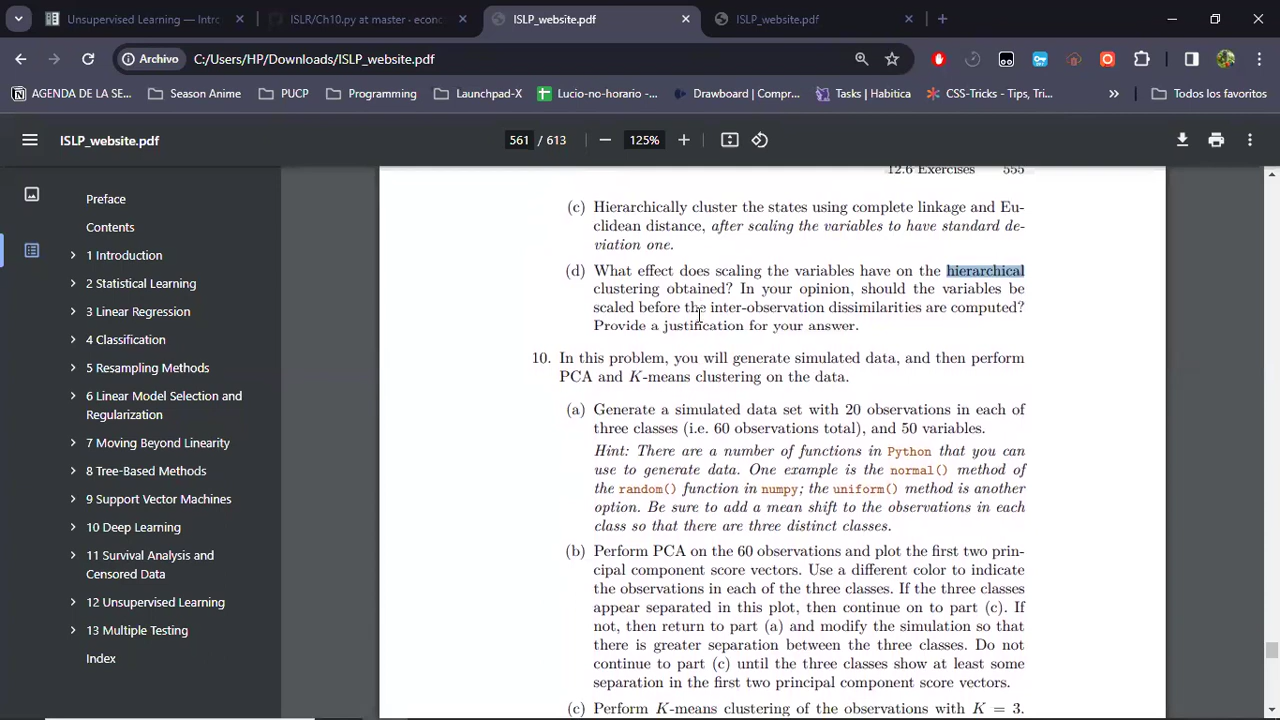 Unsupervised Learning — Intro
ISLR/Ch10.py at master · econo
ISLP_website.pdf
ISLP_website.pdf
Archivo
C:/Users/HP/Downloads/ISLP_website.pdf
AGENDA DE LA SE...
Season Anime
PUCP
Programming
Launchpad-X
Lucio-no-horario -...
Drawboard | Compr...
Tasks | Habitica
CSS-Tricks - Tips, Tri...
»
Todos los favoritos
ISLP_website.pdf
561 / 613
125%
Preface
Contents
1 Introduction
2 Statistical Learning
3 Linear Regression
4 Classification
5 Resampling Methods
6 Linear Model Selection and
Regularization
7 Moving Beyond Linearity
8 Tree-Based Methods
9 Support Vector Machines
10 Deep Learning
11 Survival Analysis and
Censored Data
12 Unsupervised Learning
13 Multiple Testing
Index
12.6 Exercises 555
(c) Hierarchically cluster the states using complete linkage and Eu-
clidean distance, after scaling the variables to have standard de-
viation one.
(d) What effect does scaling the variables have on the hierarchical
clustering obtained? In your opinion, should the variables be
scaled before the inter-observation dissimilarities are computed?
Provide a justification for your answer.
10. In this problem, you will generate simulated data, and then perform
PCA and K-means clustering on the data.
(a) Generate a simulated data set with 20 observations in each of
three classes (i.e. 60 observations total), and 50 variables.
Hint: There are a number of functions in Python that you can
use to generate data. One example is the normal() method of
the random() function in numpy; the uniform() method is another
option. Be sure to add a mean shift to the observations in each
class so that there are three distinct classes.
(b) Perform PCA on the 60 observations and plot the first two prin-
cipal component score vectors. Use a different color to indicate
the observations in each of the three classes. If the three classes
appear separated in this plot, then continue on to part (c). If
not, then return to part (a) and modify the simulation so that
there is greater separation between the three classes. Do not
continue to part (c) until the three classes show at least some
separation in the first two principal component score vectors.
(c) Perform K-means clustering of the observations with K = 3.